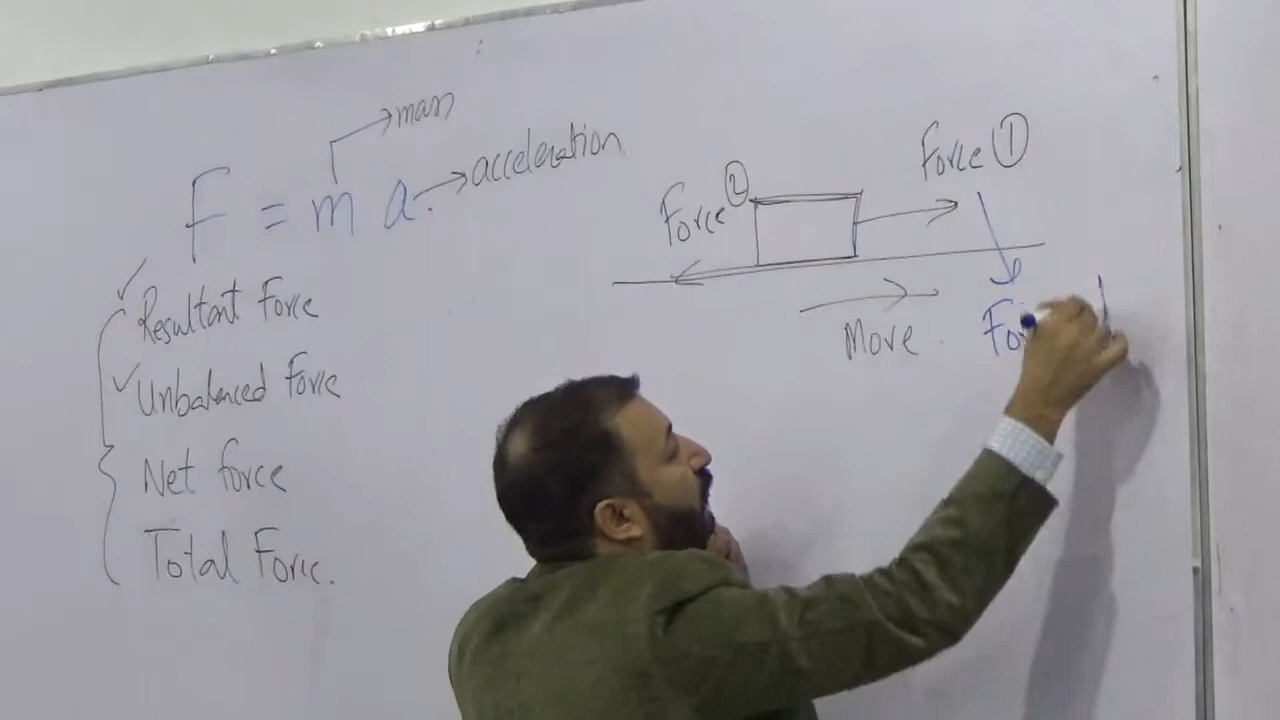 mass
F = m a. acceleration
Resultant Force
Unbalanced Force
Net force
Total Force.
Force ①
Force ②
Move